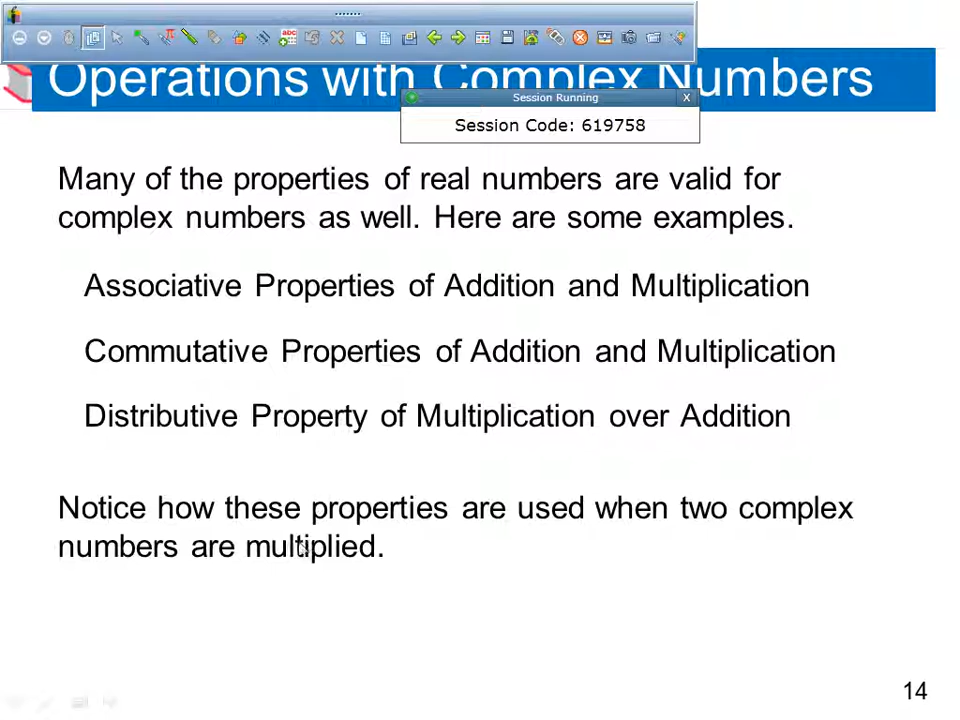 Operations with Complex Numbers
Session Running
X
Session Code: 619758
Many of the properties of real numbers are valid for
complex numbers as well. Here are some examples.
Associative Properties of Addition and Multiplication
Commutative Properties of Addition and Multiplication
Distributive Property of Multiplication over Addition
Notice how these properties are used when two complex
numbers are multiplied.
14